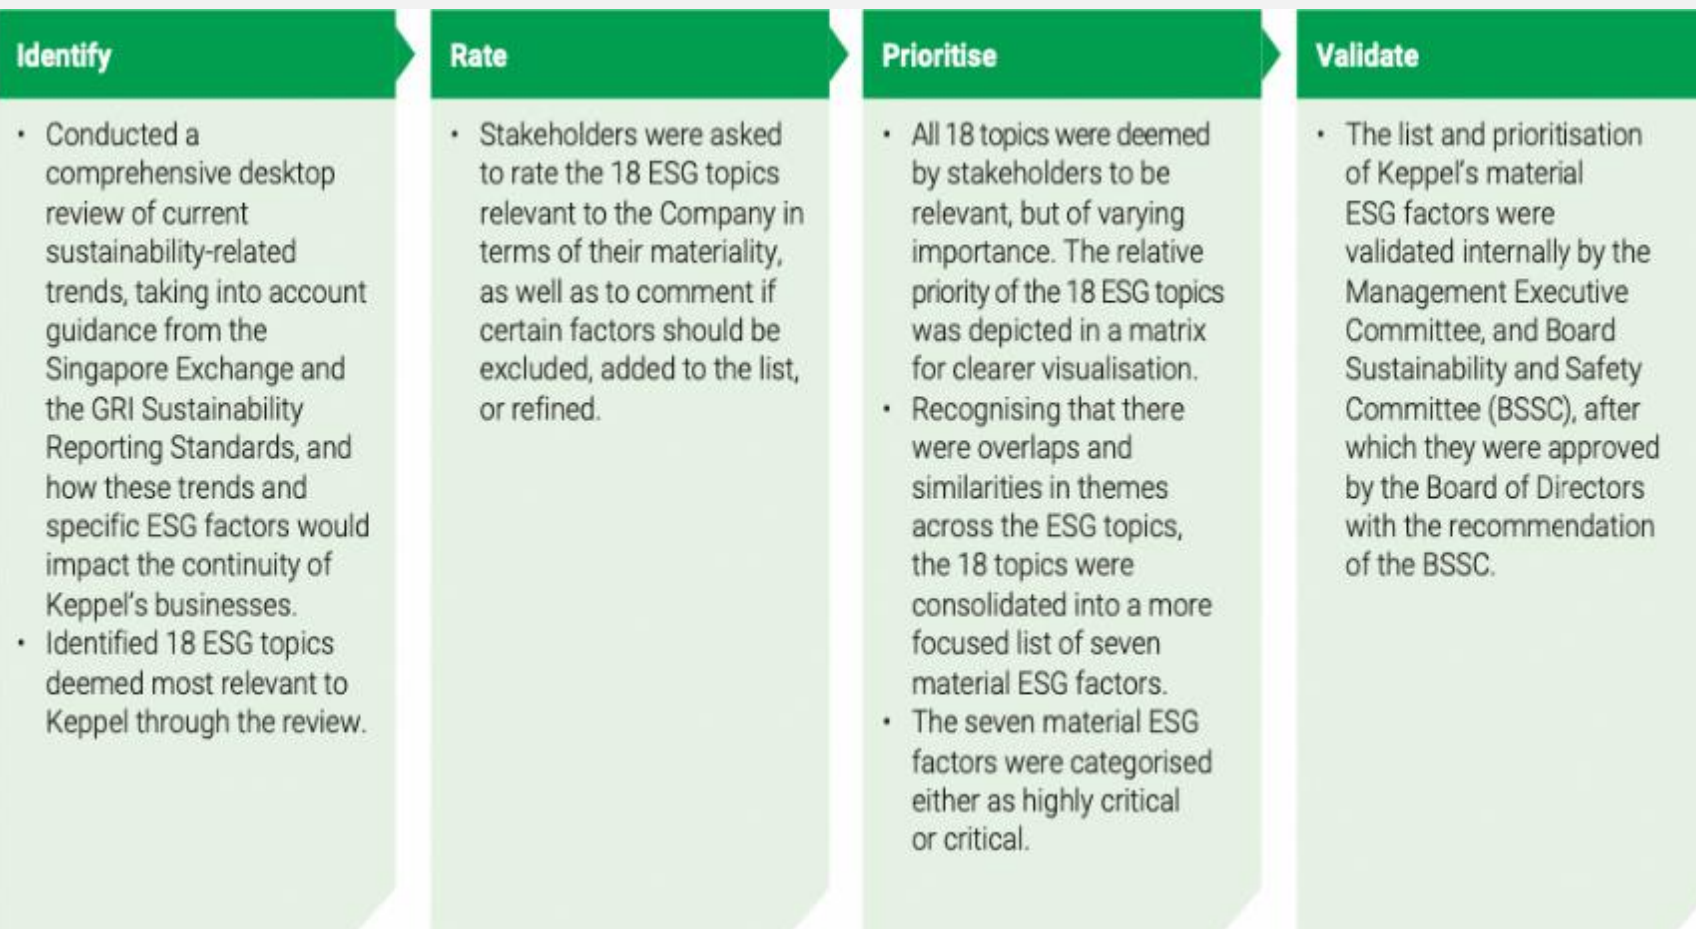 Identify
• Conducted a
comprehensive desktop
review of current
sustainability-related
trends, taking into account
guidance from the
Singapore Exchange and
the GRI Sustainability
Reporting Standards, and
how these trends and
specific ESG factors would
impact the continuity of
Keppel's businesses.
• Identified 18 ESG topics
deemed most relevant to
Keppel through the review.
Rate
• Stakeholders were asked
to rate the 18 ESG topics
relevant to the Company in
terms of their materiality,
as well as to comment if
certain factors should be
excluded, added to the list,
or refined.
Prioritise
• All 18 topics were deemed
by stakeholders to be
relevant, but of varying
importance. The relative
priority of the 18 ESG topics
was depicted in a matrix
for clearer visualisation.
• Recognising that there
were overlaps and
similarities in themes
across the ESG topics,
the 18 topics were
consolidated into a more
focused list of seven
material ESG factors.
• The seven material ESG
factors were categorised
either as highly critical
or critical.
Validate
• The list and prioritisation
of Keppel's material
ESG factors were
validated internally by the
Management Executive
Committee, and Board
Sustainability and Safety
Committee (BSSC), after
which they were approved
by the Board of Directors
with the recommendation
of the BSSC.